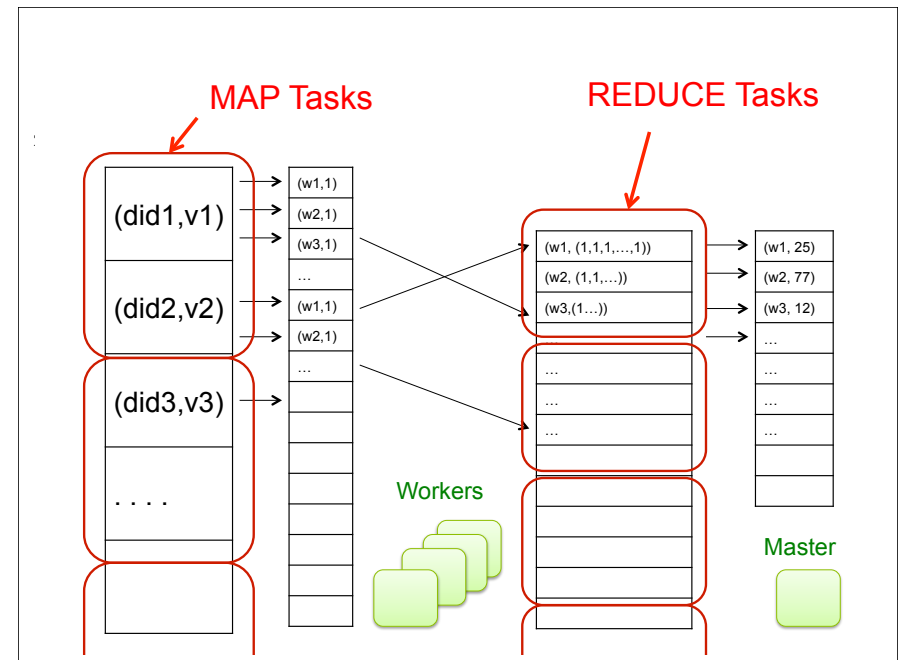 MAP Tasks
REDUCE Tasks
(did1,v1)
(did2,v2)
(did3,v3)
. . . .
(w1,1)
(w2,1)
(w3,1)
…
(w1,1)
(w2,1)
…
(w1, (1,1,1,…,1))
(w2, (1,1,…))
(w3,(1…))
…
…
…
…
(w1, 25)
(w2, 77)
(w3, 12)
…
…
…
…
Workers
Master